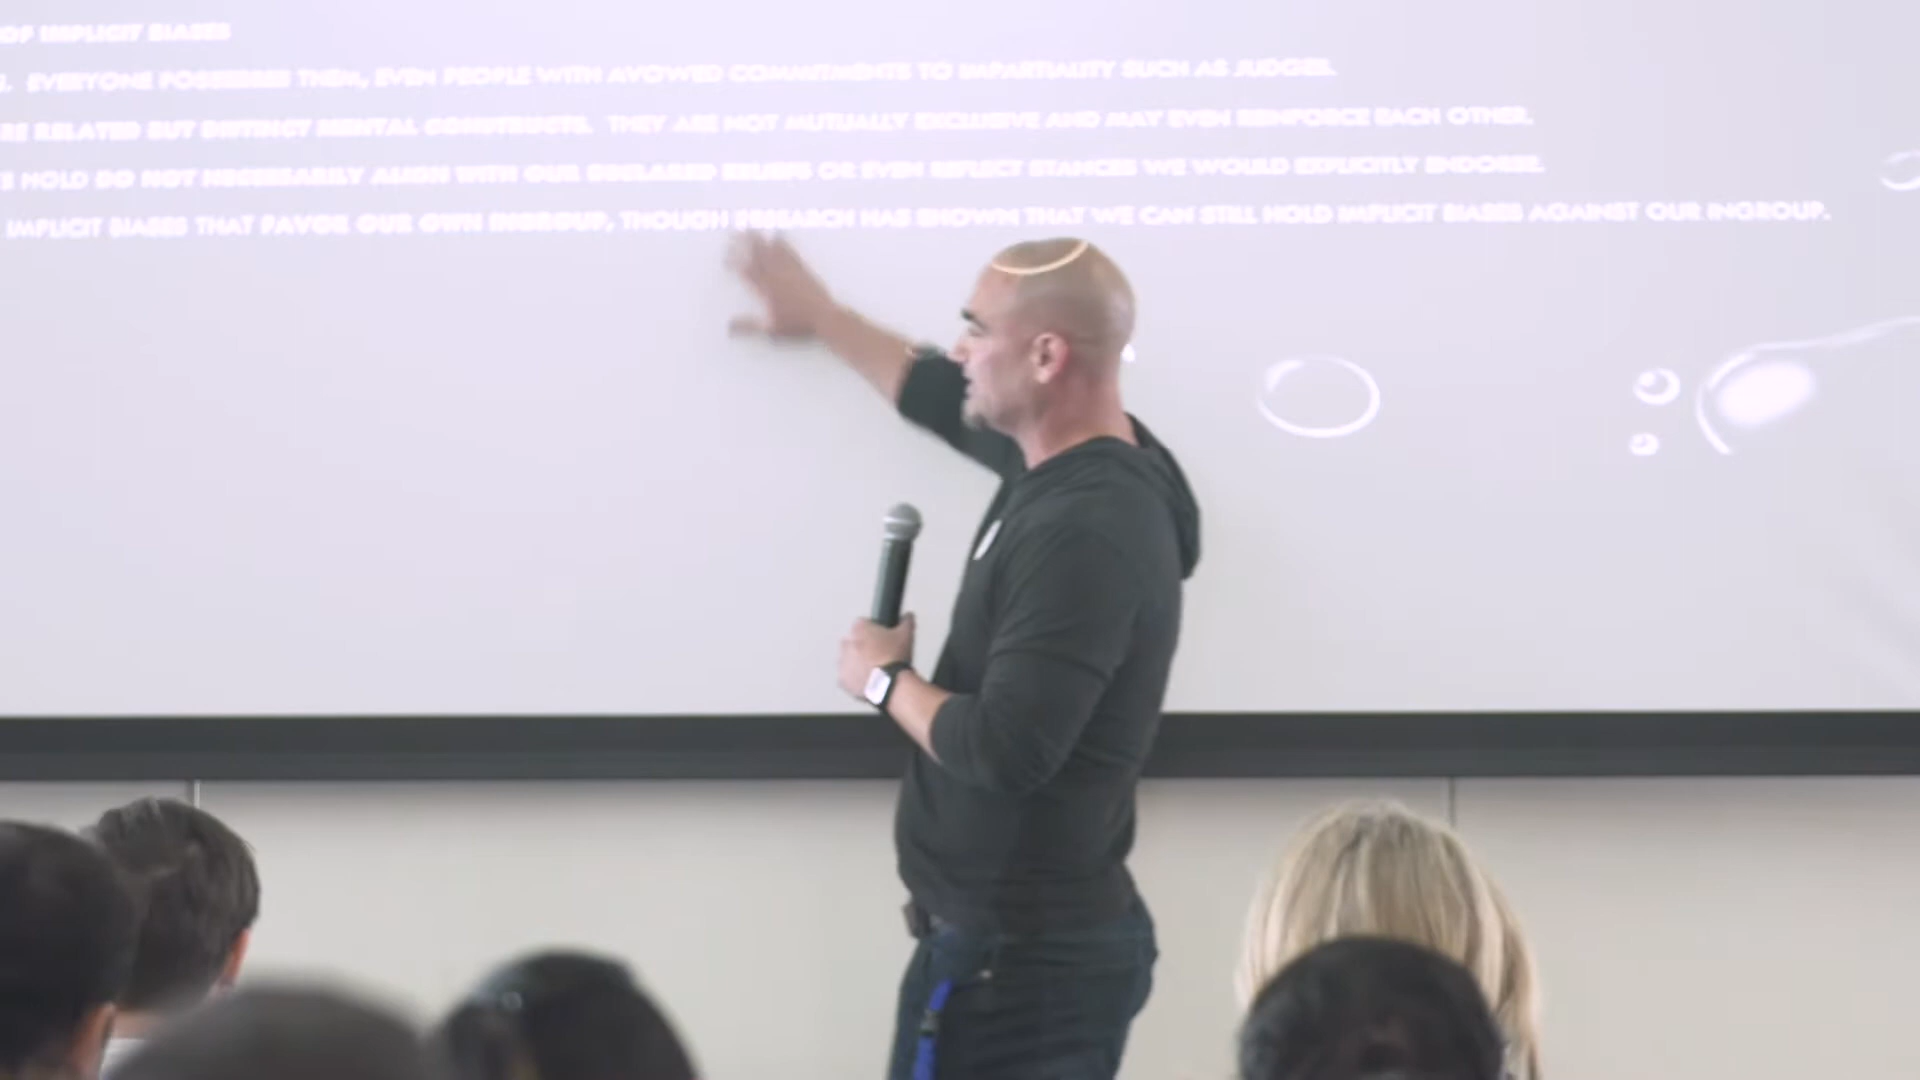 OF IMPLICIT BIASES
EVERYONE POSSESSES THEM, EVEN PEOPLE WITH AVOWED COMMITMENTS TO IMPARTIALITY SUCH AS JUDGES.
RE RELATED BUT DISTINCT MENTAL CONSTRUCTS. THEY ARE NOT MUTUALLY EXCLUSIVE AND MAY EVEN REINFORCE EACH OTHER.
E HOLD DO NOT NECESSARILY ALIGN WITH OUR DECLARED BELIEFS OR EVEN REFLECT STANCES WE WOULD EXPLICITLY ENDORSE.
IMPLICIT BIASES THAT FAVOR OUR OWN INGROUP, THOUGH RESEARCH HAS SHOWN THAT WE CAN STILL HOLD IMPLICIT BIASES AGAINST OUR INGROUP.